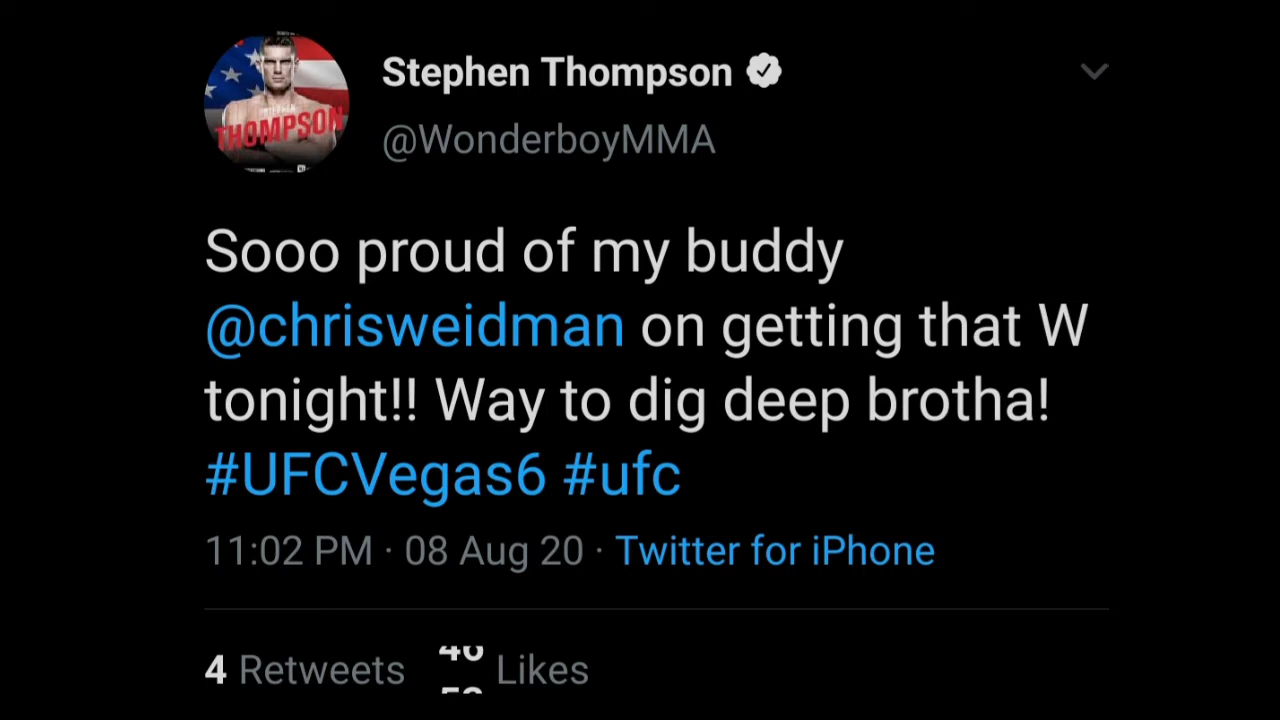 THOMPSON
Stephen Thompson
@WonderboyMMA
Sooo proud of my buddy
@chrisweidman on getting that W
tonight!! Way to dig deep brotha!
#UFCVegas6 #ufc
11:02 PM · 08 Aug 20 · Twitter for iPhone
4 Retweets Likes